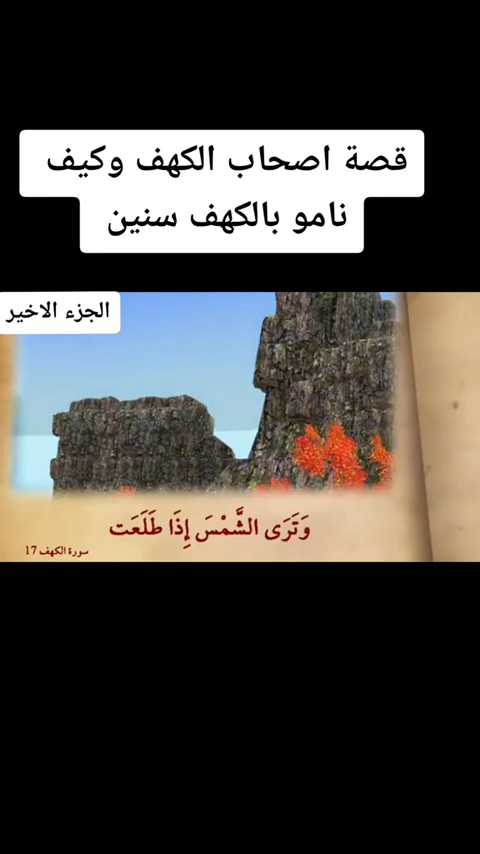 قصة اصحاب الكهف وكيف
نامو بالكهف سنين
الجزء الاخير
وَتَرَى الشَّمْسَ إِذَا طَلَعَت
سورة الكهف 17